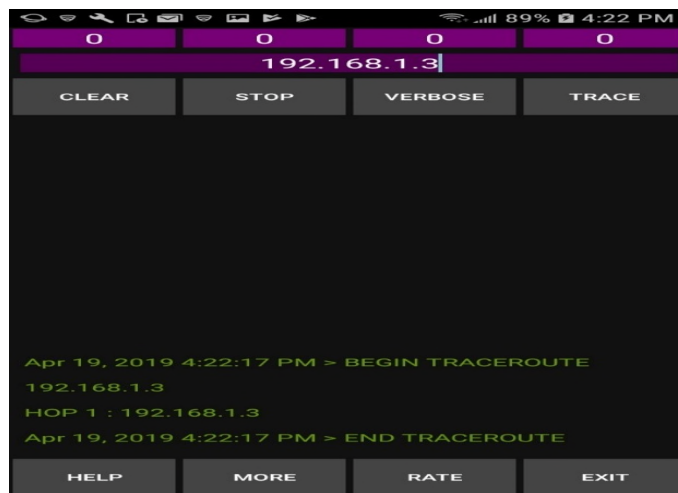 89% 4:22 PM
0 0 0 0
192.168.1.3
CLEAR STOP VERBOSE TRACE
Apr 19, 2019 4:22:17 PM > BEGIN TRACEROUTE
192.168.1.3
HOP 1 : 192.168.1.3
Apr 19, 2019 4:22:17 PM > END TRACEROUTE
HELP MORE RATE EXIT